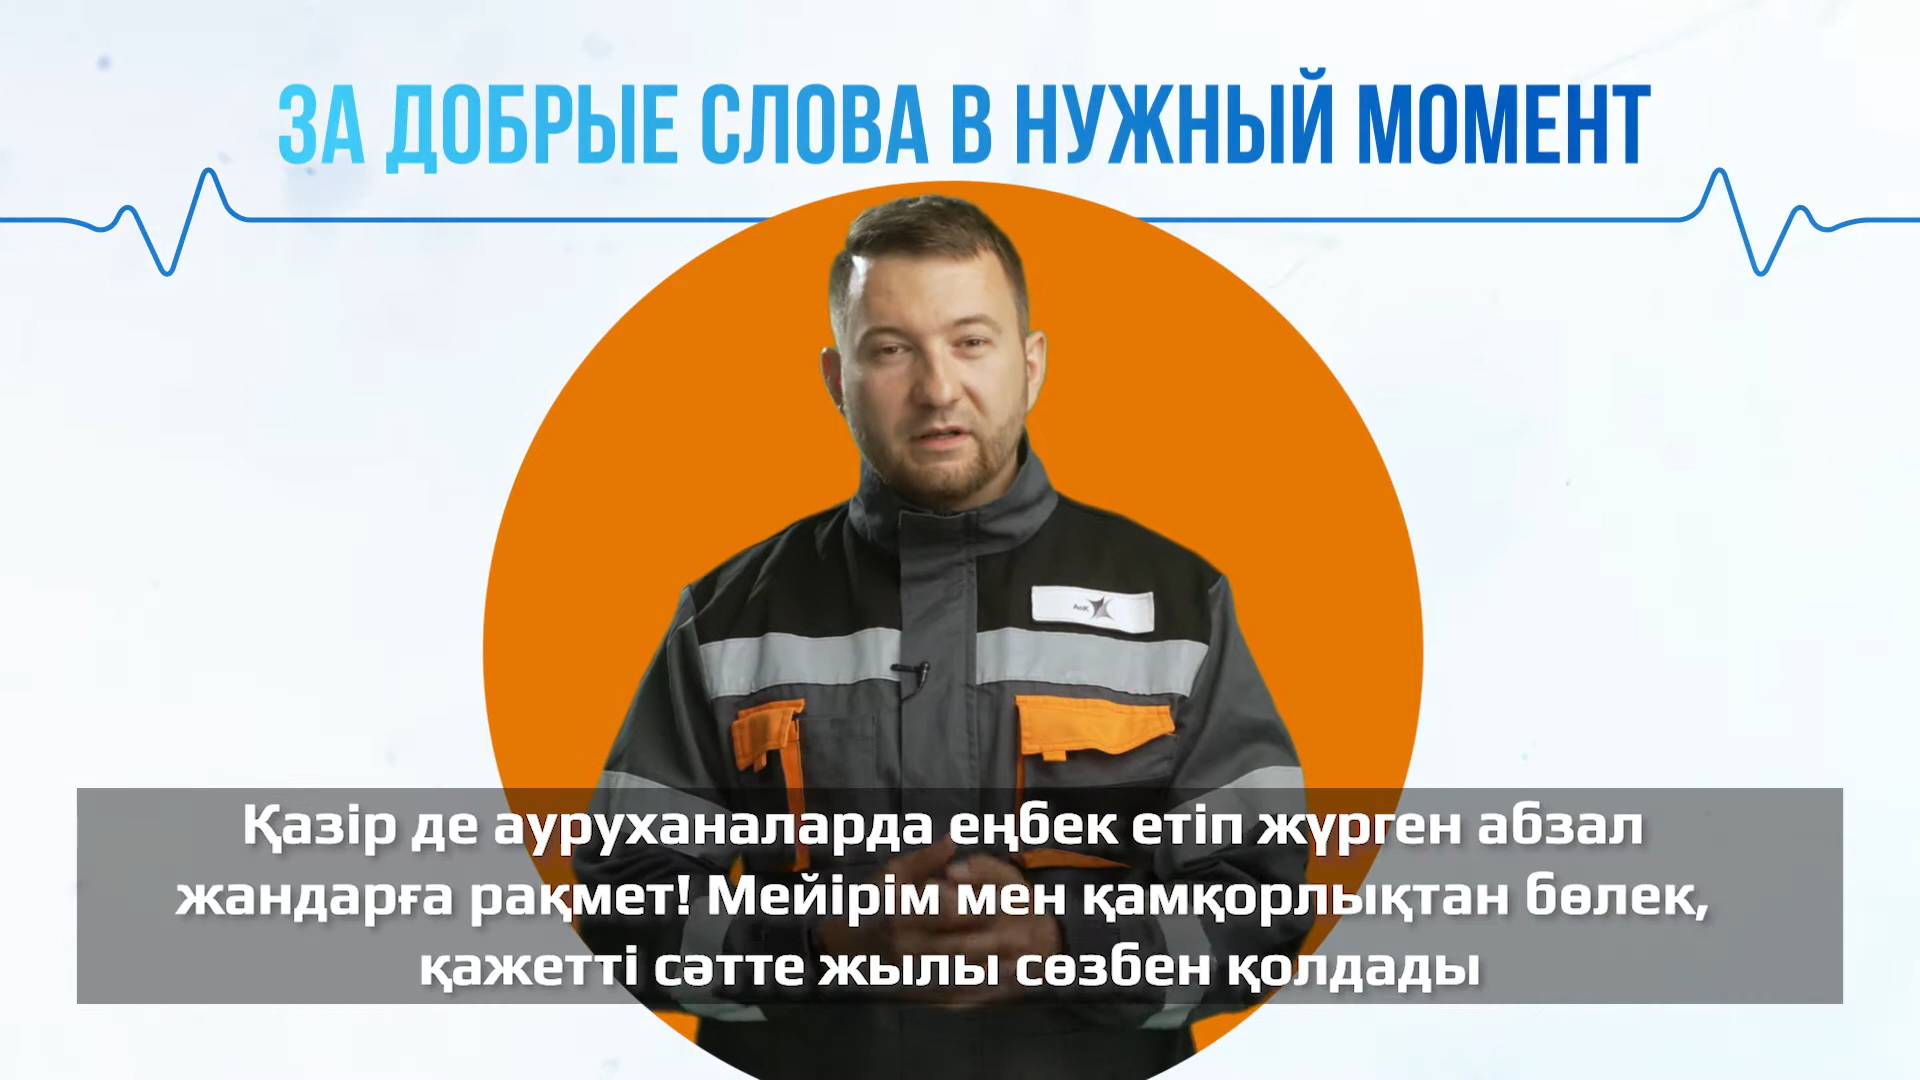 ЗА ДОБРЫЕ СЛОВА В НУЖНЫЙ МОМЕНТ
АпК
Қазір де ауруханаларда еңбек етіп жүрген абзал
жандарға рақмет! Мейірім мен қамқорлықтан бөлек,
қажетті сәтте жылы сөзбен қолдады